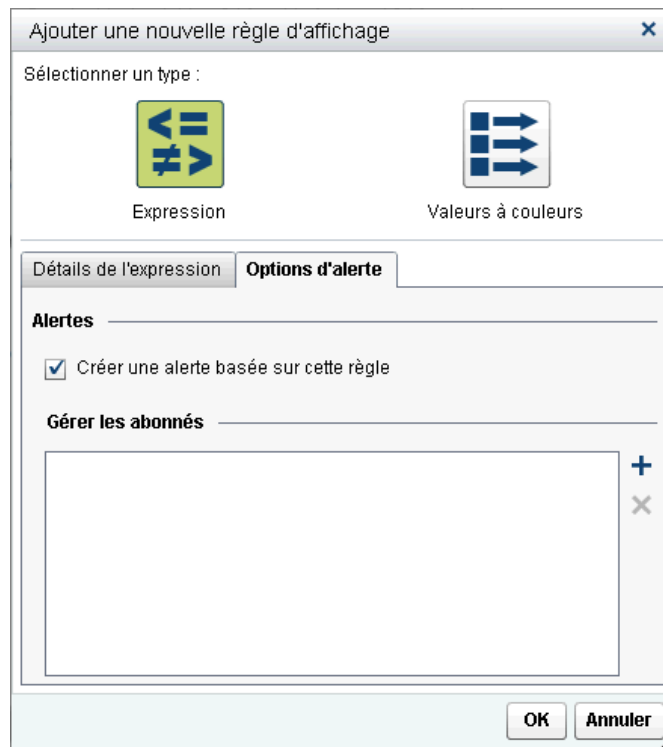 Ajouter une nouvelle règle d'affichage
Sélectionner un type :
Expression
Valeurs à couleurs
Détails de l'expression
Options d'alerte
Alertes
Créer une alerte basée sur cette règle
Gérer les abonnés
OK
Annuler